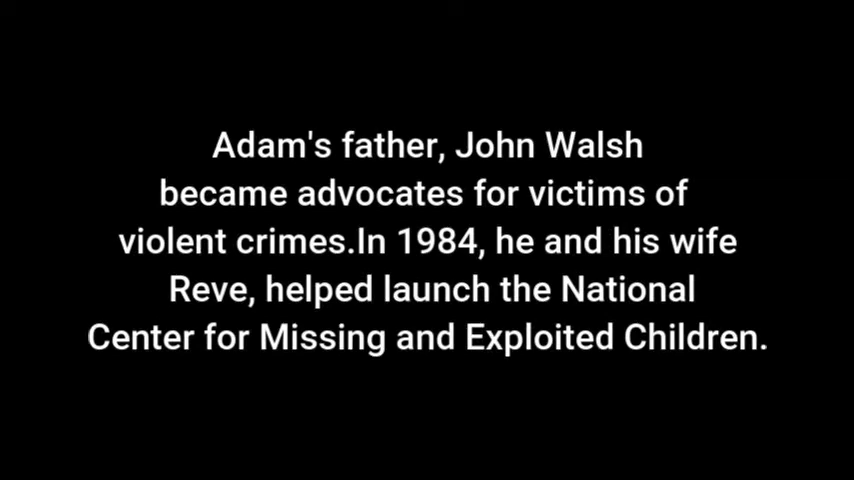 Adam's father, John Walsh
became advocates for victims of
violent crimes.In 1984, he and his wife
Reve, helped launch the National
Center for Missing and Exploited Children.